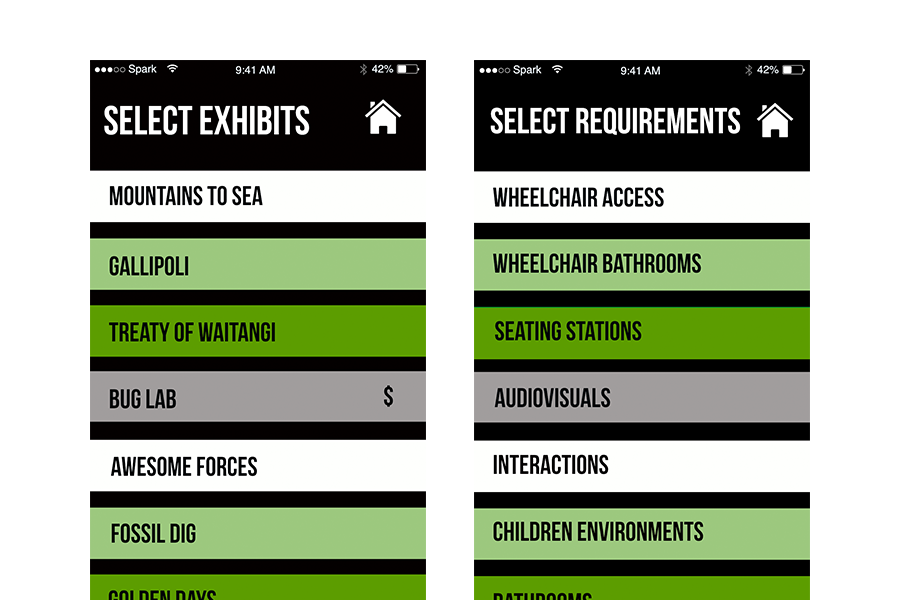 Spark 9:41 AM 42%
SELECT EXHIBITS
MOUNTAINS TO SEA
GALLIPOLI
TREATY OF WAITANGI
BUG LAB $
AWESOME FORCES
FOSSIL DIG
GOLDEN DAYS
Spark 9:41 AM 42%
SELECT REQUIREMENTS
WHEELCHAIR ACCESS
WHEELCHAIR BATHROOMS
SEATING STATIONS
AUDIOVISUALS
INTERACTIONS
CHILDREN ENVIRONMENTS
BATHROOMS